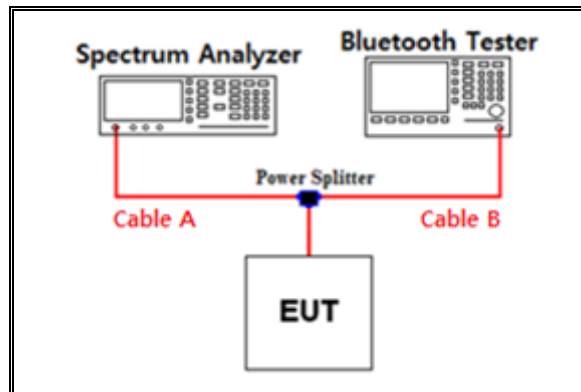 Spectrum Analyzer
Bluetooth Tester
Power Splitter
Cable A
Cable B
EUT